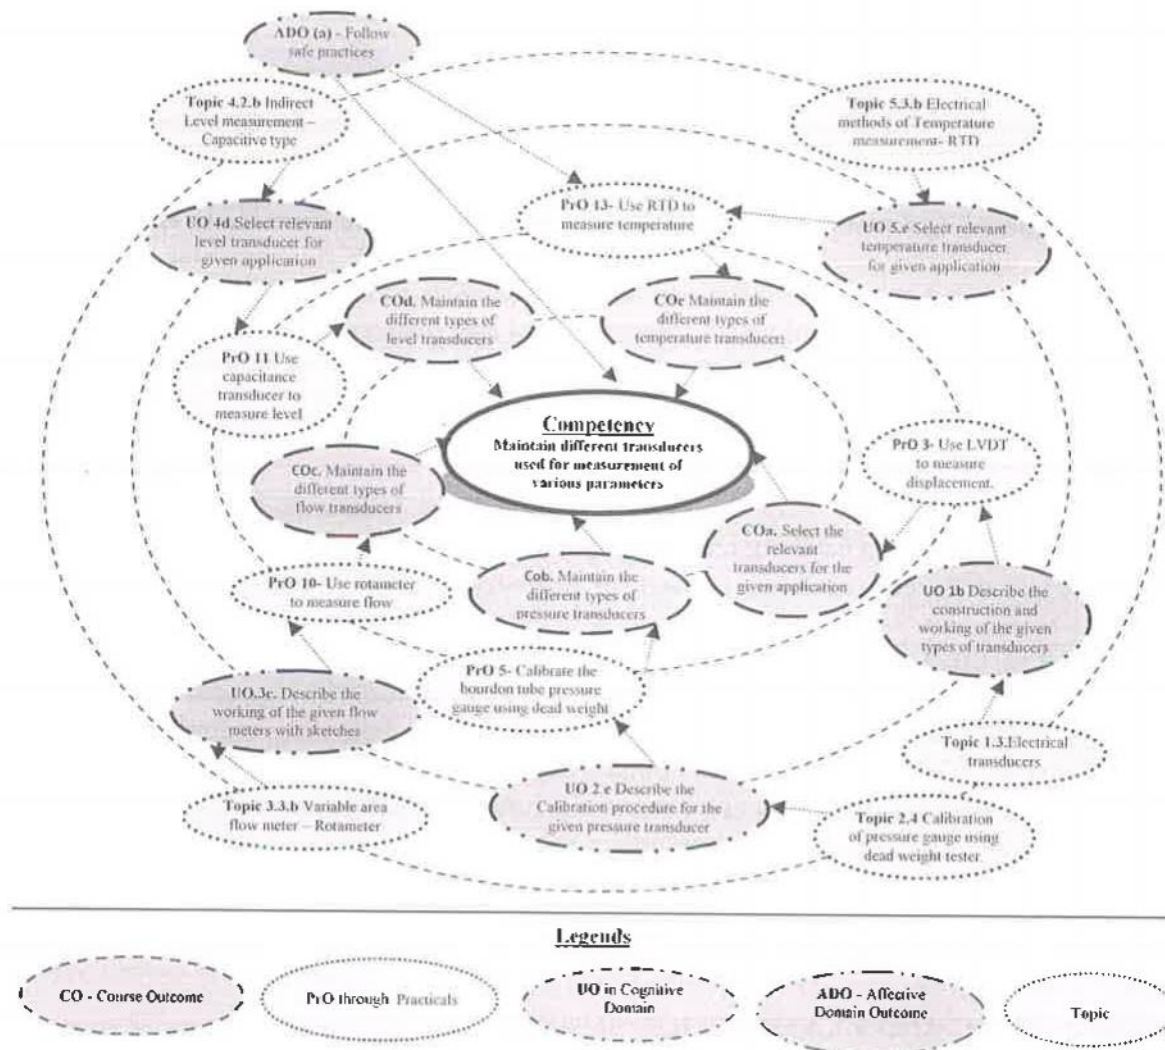 ADO (a) - Follow
safe practices
Topic 4.2.b Indirect
Level measurement –
Capacitive type
Topic 5.3.b Electrical
methods of Temperature
measurement- RTD
UO 4d.Select relevant
level transducer for
given application
PrO 13- Use RTD to
measure temperature
UO 5.e Select relevant
temperature transducer
for given application
COd. Maintain the
different types of
level transducers
COe Maintain the
different types of
temperature transducers
PrO 11 Use
capacitance
transducer to
measure level
Competency
Maintain different transducers
used for measurement of
various parameters
PrO 3- Use LVDT
to measure
displacement.
COc. Maintain the
different types of
flow transducers
COa. Select the
relevant
transducers for the
given application
PrO 10- Use rotameter
to measure flow
Cob. Maintain the
different types of
pressure transducers
UO 1b Describe the
construction and
working of the given
types of transducers
PrO 5- Calibrate the
bourdon tube pressure
gauge using dead weight
UO.3c. Describe the
working of the given flow
meters with sketches
Topic 1.3.Electrical
transducers
UO 2 e Describe the
Calibration procedure for the
given pressure transducer
Topic 3.3.b Variable area
flow meter – Rotameter
Topic 2.4 Calibration
of pressure gauge using
dead weight tester.
Legends
CO - Course Outcome
PrO through Practicals
UO in Cognitive
Domain
ADO - Affective
Domain Outcome
Topic